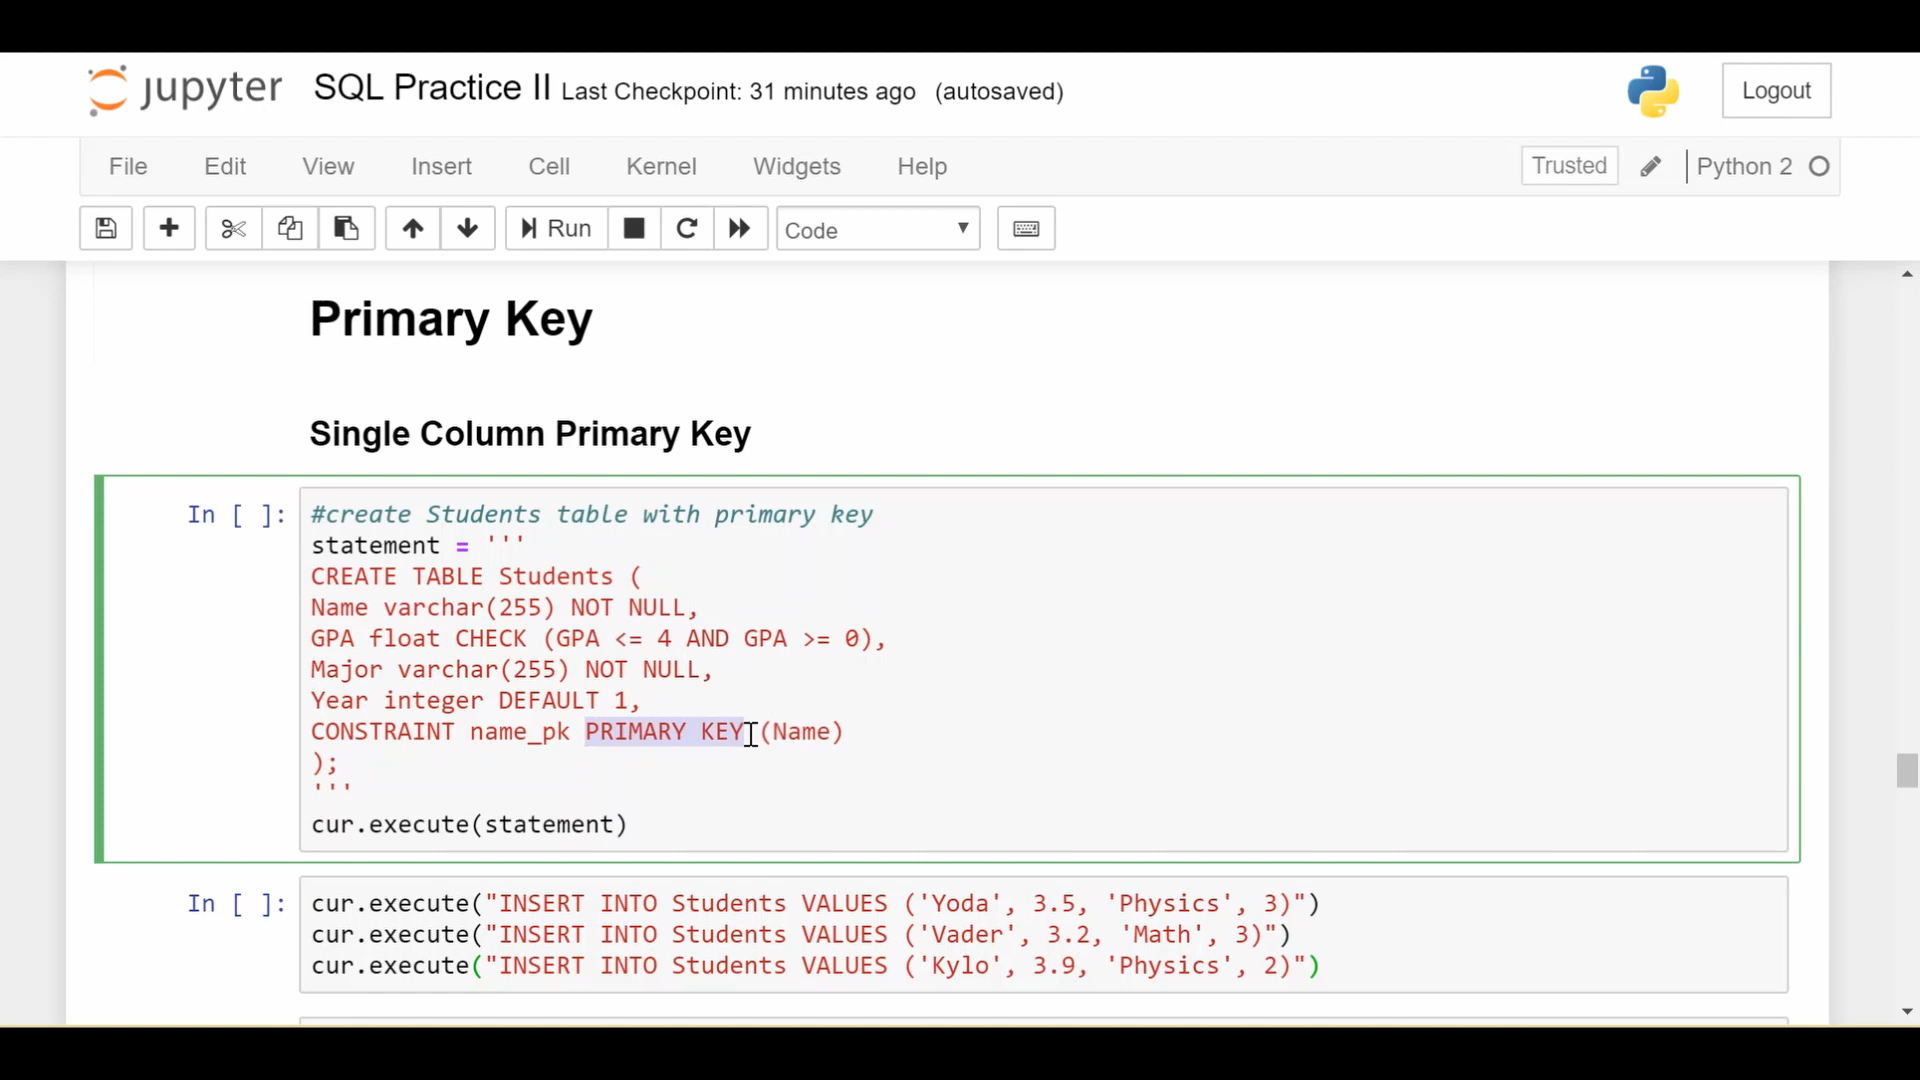 jupyter SQL Practice II Last Checkpoint: 31 minutes ago (autosaved) Logout
File Edit View Insert Cell Kernel Widgets Help Trusted Python 2
Run Code
Primary Key
Single Column Primary Key
In [ ]: #create Students table with primary key
statement = '''
CREATE TABLE Students (
Name varchar(255) NOT NULL,
GPA float CHECK (GPA <= 4 AND GPA >= 0),
Major varchar(255) NOT NULL,
Year integer DEFAULT 1,
CONSTRAINT name_pk PRIMARY KEY (Name)
);
'''
cur.execute(statement)
In [ ]: cur.execute("INSERT INTO Students VALUES ('Yoda', 3.5, 'Physics', 3)")
cur.execute("INSERT INTO Students VALUES ('Vader', 3.2, 'Math', 3)")
cur.execute("INSERT INTO Students VALUES ('Kylo', 3.9, 'Physics', 2)")